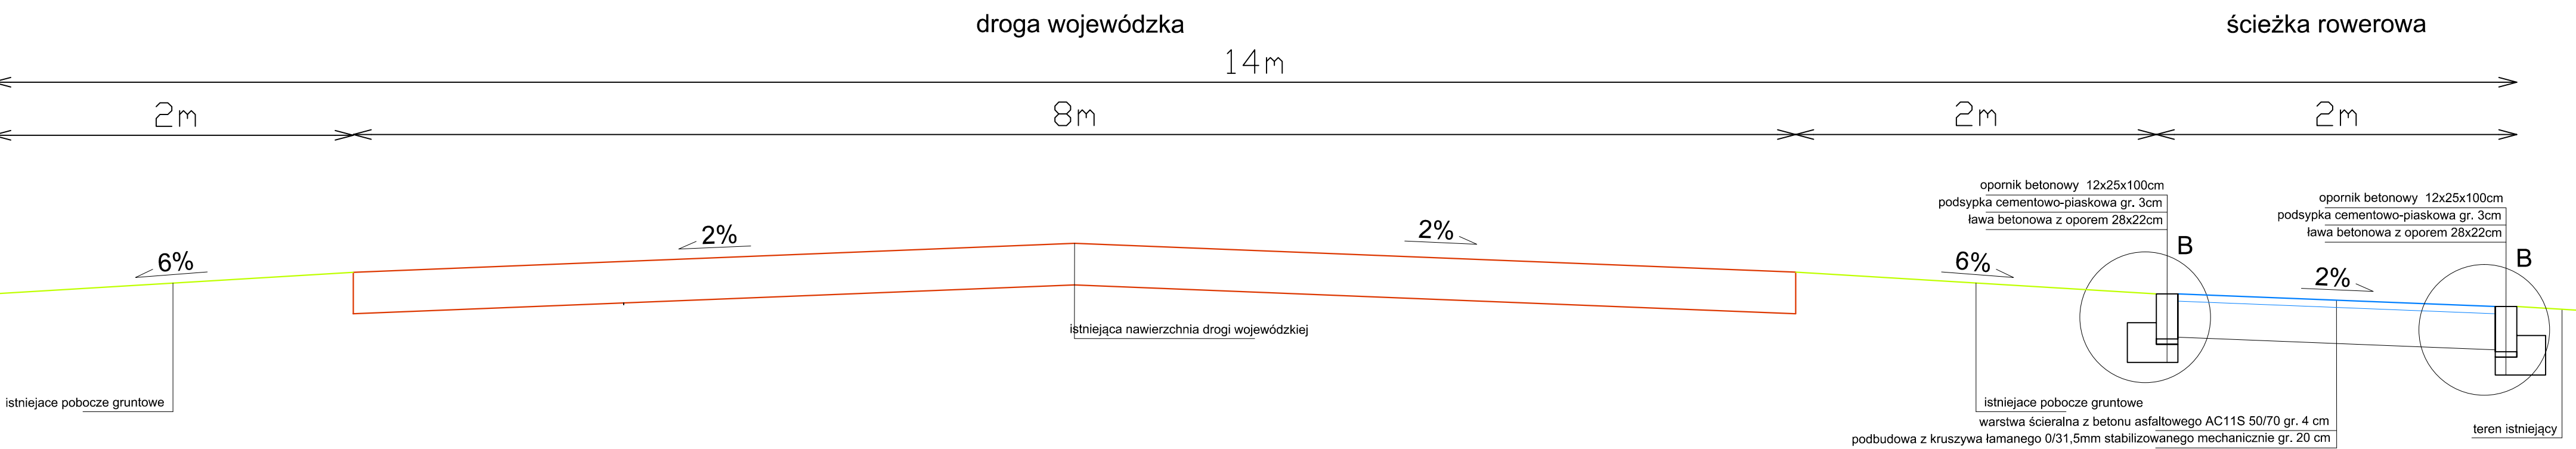 droga wojewódzka
ścieżka rowerowa
14m
2m
8m
2m
2m
opornik betonowy 12x25x100cm
podsypka cementowo-piaskowa gr. 3cm
ława betonowa z oporem 28x22cm
opornik betonowy 12x25x100cm
podsypka cementowo-piaskowa gr. 3cm
ława betonowa z oporem 28x22cm
6%
2%
2%
6%
B
2%
B
istniejąca nawierzchnia drogi wojewódzkiej
istniejace pobocze gruntowe
istniejace pobocze gruntowe
warstwa ścieralna z betonu asfaltowego AC11S 50/70 gr. 4 cm
podbudowa z kruszywa łamanego 0/31,5mm stabilizowanego mechanicznie gr. 20 cm
teren istniejący